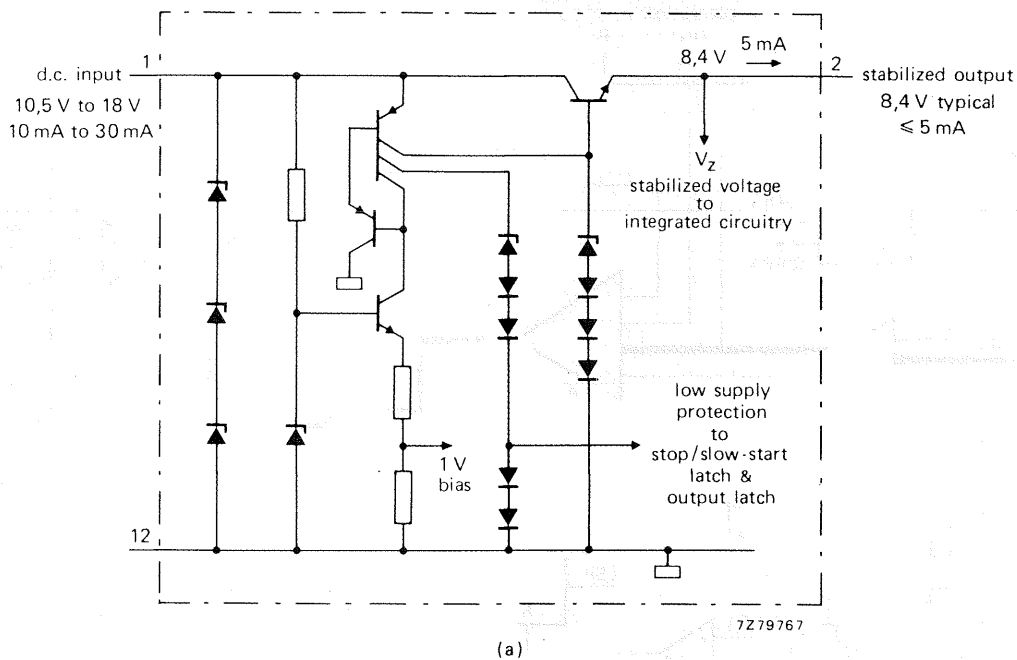 8,4 V
5 mA
1
2
d.c. input
10,5 V to 18 V
10 mA to 30 mA
stabilized output
8,4 V typical
≤ 5 mA
VZ
stabilized voltage
to
integrated circuitry
low supply
protection
to
stop/slow-start
latch &
output latch
1 V
bias
12
7Z79767
(a)